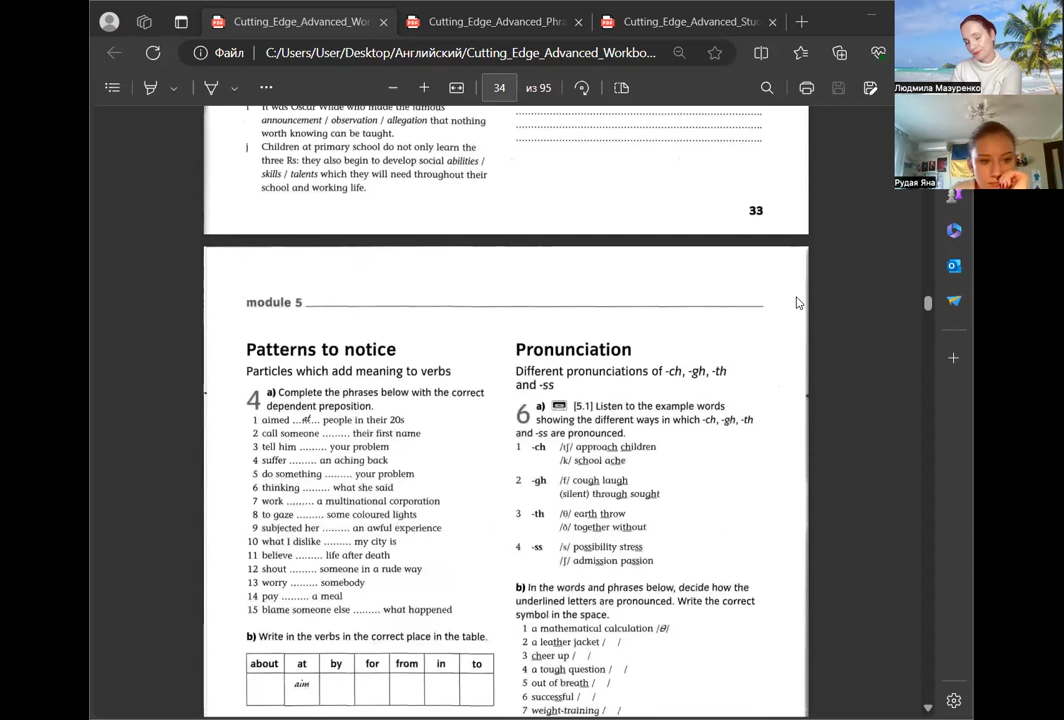 Cutting_Edge_Advanced_Wor
Cutting_Edge_Advanced_Phra
Cutting_Edge_Advanced_Stud
Файл
C:/Users/User/Desktop/Английский/Cutting_Edge_Advanced_Workbo...
34
из 95
Людмила Мазуренко
Рудая Яна
It was Oscar Wilde who made the famous
announcement / observation / allegation that nothing
worth knowing can be taught.
j Children at primary school do not only learn the
three Rs: they also begin to develop social abilities /
skills / talents which they will need throughout their
school and working life.
33
module 5
Patterns to notice
Particles which add meaning to verbs
4 a) Complete the phrases below with the correct
dependent preposition.
1 aimed ...at... people in their 20s
2 call someone ......... their first name
3 tell him ......... your problem
4 suffer ......... an aching back
5 do something ......... your problem
6 thinking ......... what she said
7 work ......... a multinational corporation
8 to gaze ......... some coloured lights
9 subjected her ......... an awful experience
10 what I dislike ......... my city is
11 believe ......... life after death
12 shout ......... someone in a rude way
13 worry ......... somebody
14 pay ......... a meal
15 blame someone else ......... what happened
b) Write in the verbs in the correct place in the table.
about at by for from in to
aim
Pronunciation
Different pronunciations of -ch, -gh, -th
and -ss
6 a) [5.1] Listen to the example words
showing the different ways in which -ch, -gh, -th
and -ss are pronounced.
1 -ch /tʃ/ approach children
/k/ school ache
2 -gh /f/ cough laugh
(silent) through sought
3 -th /θ/ earth throw
/ð/ together without
4 -ss /s/ possibility stress
/ʃ/ admission passion
b) In the words and phrases below, decide how the
underlined letters are pronounced. Write the correct
symbol in the space.
1 a mathematical calculation /θ/
2 a leather jacket / /
3 cheer up / /
4 a tough question / /
5 out of breath / /
6 successful / /
7 weight-training / /